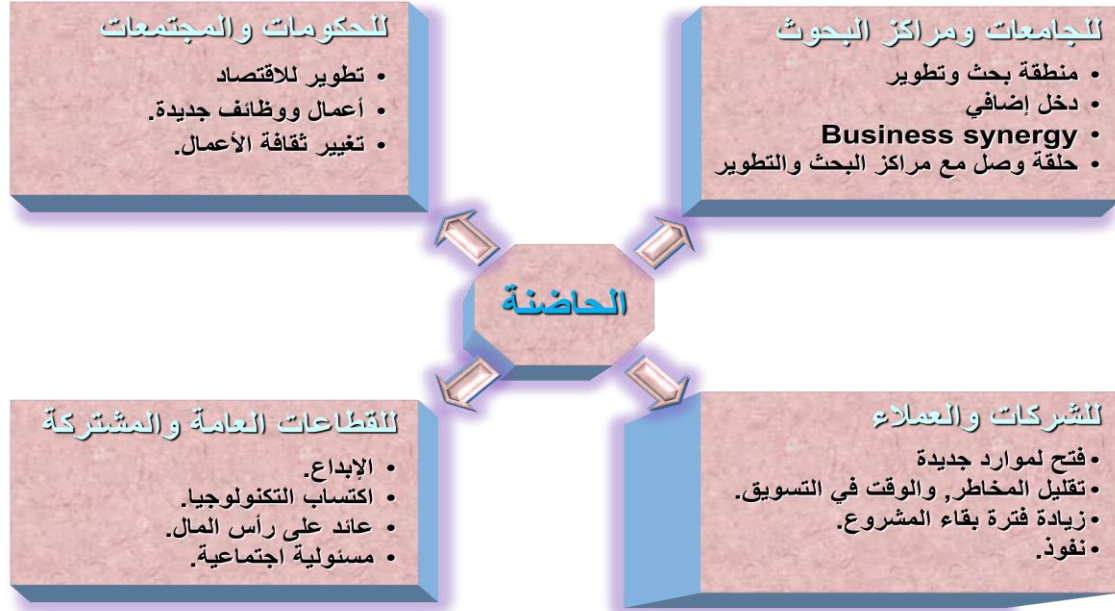 للجامعات ومراكز البحوث
• منطقة بحث وتطوير
• دخل إضافي
• Business synergy
• حلقة وصل مع مراكز البحث والتطوير
للحكومات والمجتمعات
• تطوير للاقتصاد
• أعمال ووظائف جديدة.
• تغيير ثقافة الأعمال.
الحاضنة
للشركات والعملاء
• فتح لموارد جديدة
• تقليل المخاطر, والوقت في التسويق.
• زيادة فترة بقاء المشروع.
• نفوذ.
للقطاعات العامة والمشتركة
• الإبداع.
• اكتساب التكنولوجيا.
• عائد على رأس المال.
• مسئولية اجتماعية.